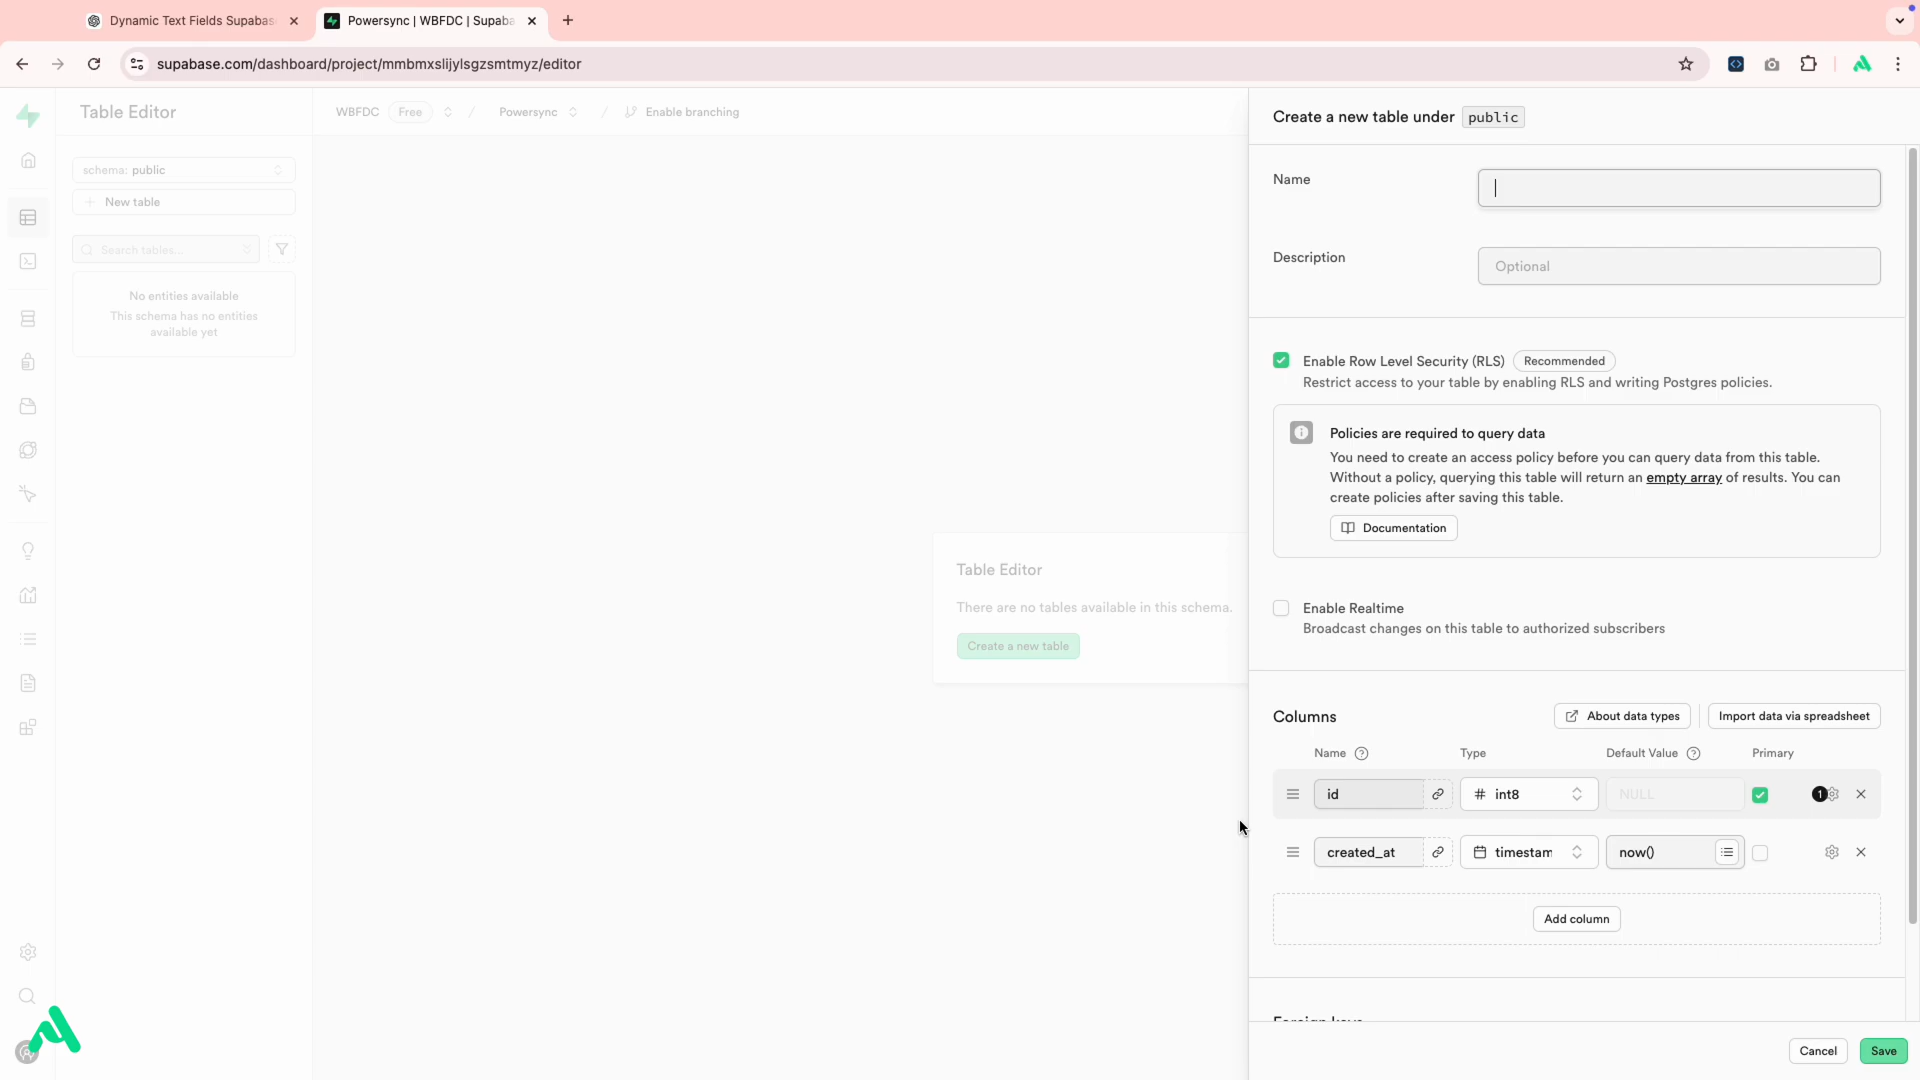 Dynamic Text Fields Supaba
Powersync | WBFDC | Supaba
supabase.com/dashboard/project/mmbmxslijylsgzsmtmyz/editor
Table Editor
WBFDC Free / Powersync / Enable branching
schema: public
New table
Search tables...
No entities available
This schema has no entities
available yet
Table Editor
There are no tables available in this schema.
Create a new table
Create a new table under public
Name
Description
Optional
Enable Row Level Security (RLS) Recommended
Restrict access to your table by enabling RLS and writing Postgres policies.
Policies are required to query data
You need to create an access policy before you can query data from this table.
Without a policy, querying this table will return an empty array of results. You can
create policies after saving this table.
Documentation
Enable Realtime
Broadcast changes on this table to authorized subscribers
Columns About data types Import data via spreadsheet
Name Type Default Value Primary
id # int8 NULL 1
created_at timestam now()
Add column
Foreign keys
Cancel Save